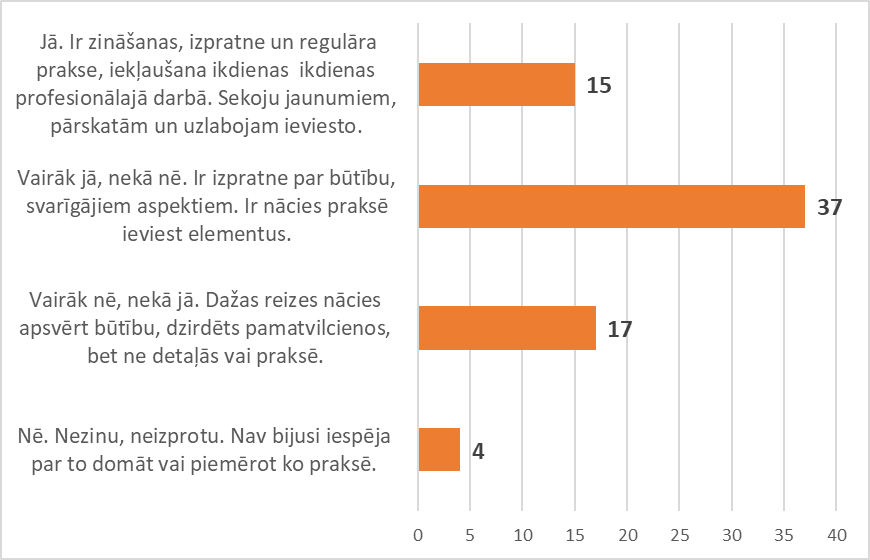 Jā. Ir zināšanas, izpratne un regulāra
prakse, iekļaušana ikdienas  ikdienas
profesionālajā darbā. Sekoju jaunumiem,
pārskatām un uzlabojam ieviesto.
15
Vairāk jā, nekā nē. Ir izpratne par būtību,
svarīgājiem aspektiem. Ir nācies praksē
ieviest elementus.
37
Vairāk nē, nekā jā. Dažas reizes nācies
apsvērt būtību, dzirdēts pamatvilcienos,
bet ne detaļās vai praksē.
17
Nē. Nezinu, neizprotu. Nav bijusi iespēja
par to domāt vai piemērot ko praksē.
4
0 5 10 15 20 25 30 35 40